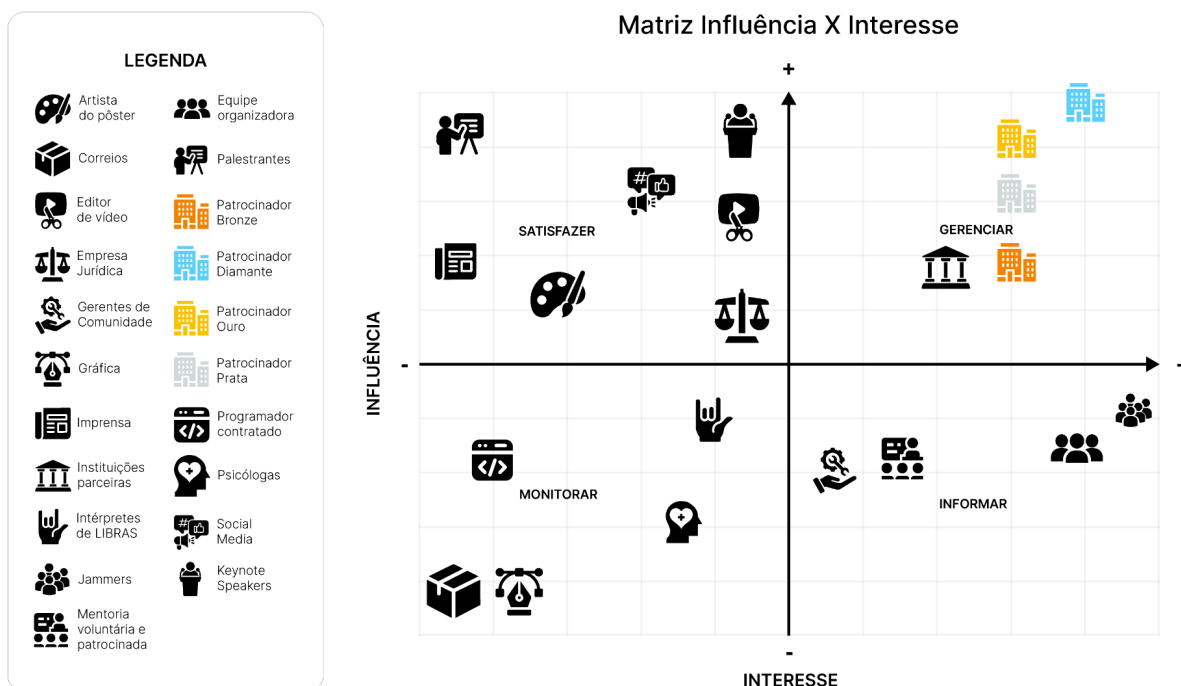 Matriz Influência X Interesse
LEGENDA
Artista
do pôster
Equipe
organizadora
Correios
Palestrantes
Editor
de vídeo
Patrocinador
Bronze
Empresa
Jurídica
Patrocinador
Diamante
Gerentes de
Comunidade
Patrocinador
Ouro
Gráfica
Patrocinador
Prata
Imprensa
Programador
contratado
Instituições
parceiras
Psicólogas
Intérpretes
de LIBRAS
Social
Media
Jammers
Keynote
Speakers
Mentoria
voluntária e
patrocinada
+
SATISFAZER
GERENCIAR
INFLUÊNCIA
-
-
MONITORAR
INFORMAR
-
INTERESSE